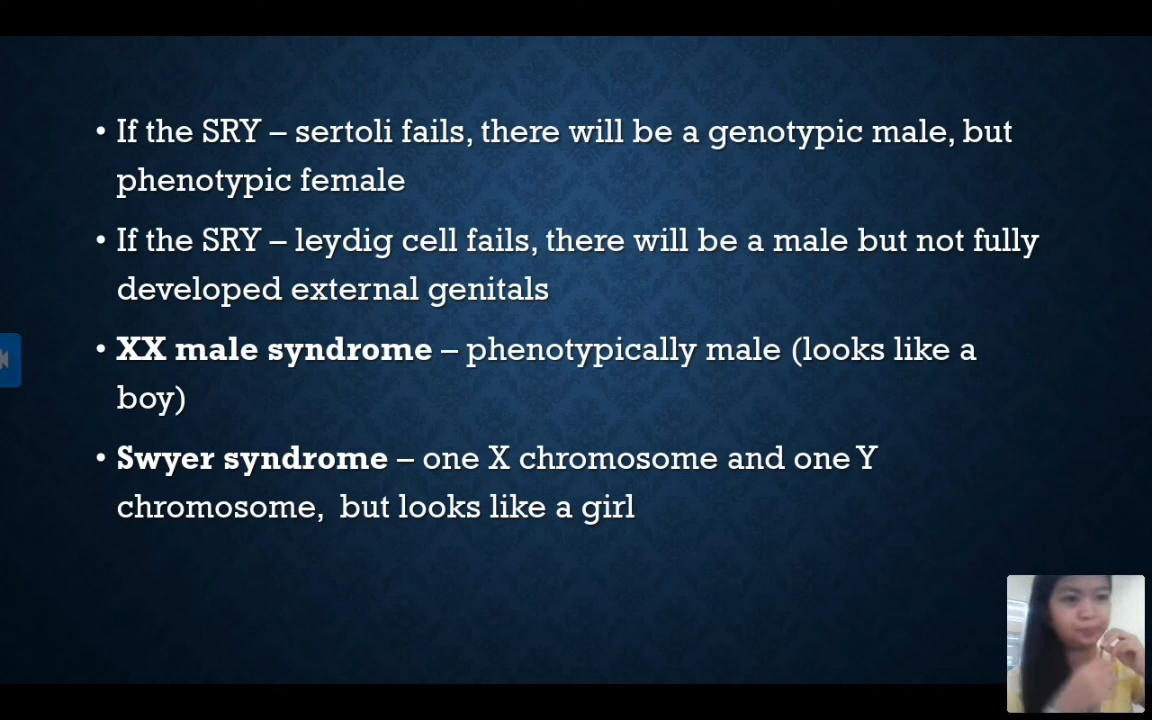 • If the SRY – sertoli fails, there will be a genotypic male, but
phenotypic female
• If the SRY – leydig cell fails, there will be a male but not fully
developed external genitals
• XX male syndrome – phenotypically male (looks like a
boy)
• Swyer syndrome – one X chromosome and one Y
chromosome,  but looks like a girl